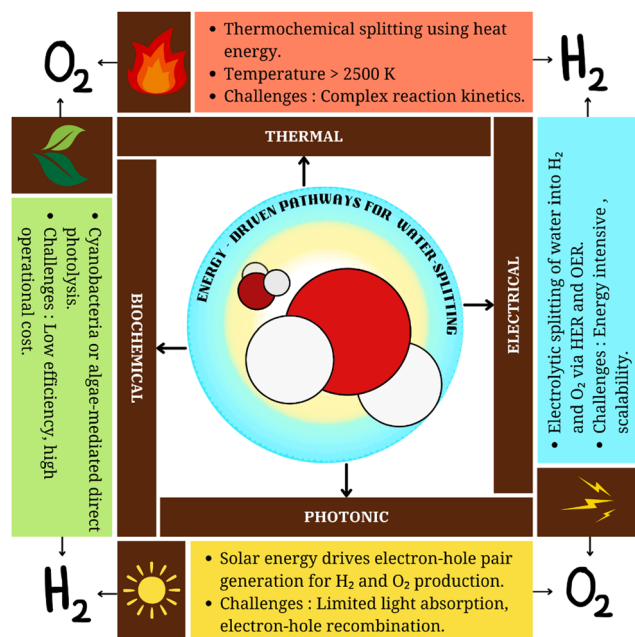 O₂
• Thermochemical splitting using heat
energy.
• Temperature > 2500 K
• Challenges : Complex reaction kinetics.
H₂
THERMAL
ENERGY - DRIVEN PATHWAYS FOR WATER-SPLITTING
BIOCHEMICAL
ELECTRICAL
PHOTONIC
• Cyanobacteria or algae-mediated direct
photolysis.
• Challenges : Low efficiency, high
operational cost.
• Electrolytic splitting of water into H₂
and O₂ via HER and OER.
• Challenges : Energy intensive ,
scalability.
H₂
• Solar energy drives electron-hole pair
generation for H₂ and O₂ production.
• Challenges : Limited light absorption,
electron-hole recombination.
O₂